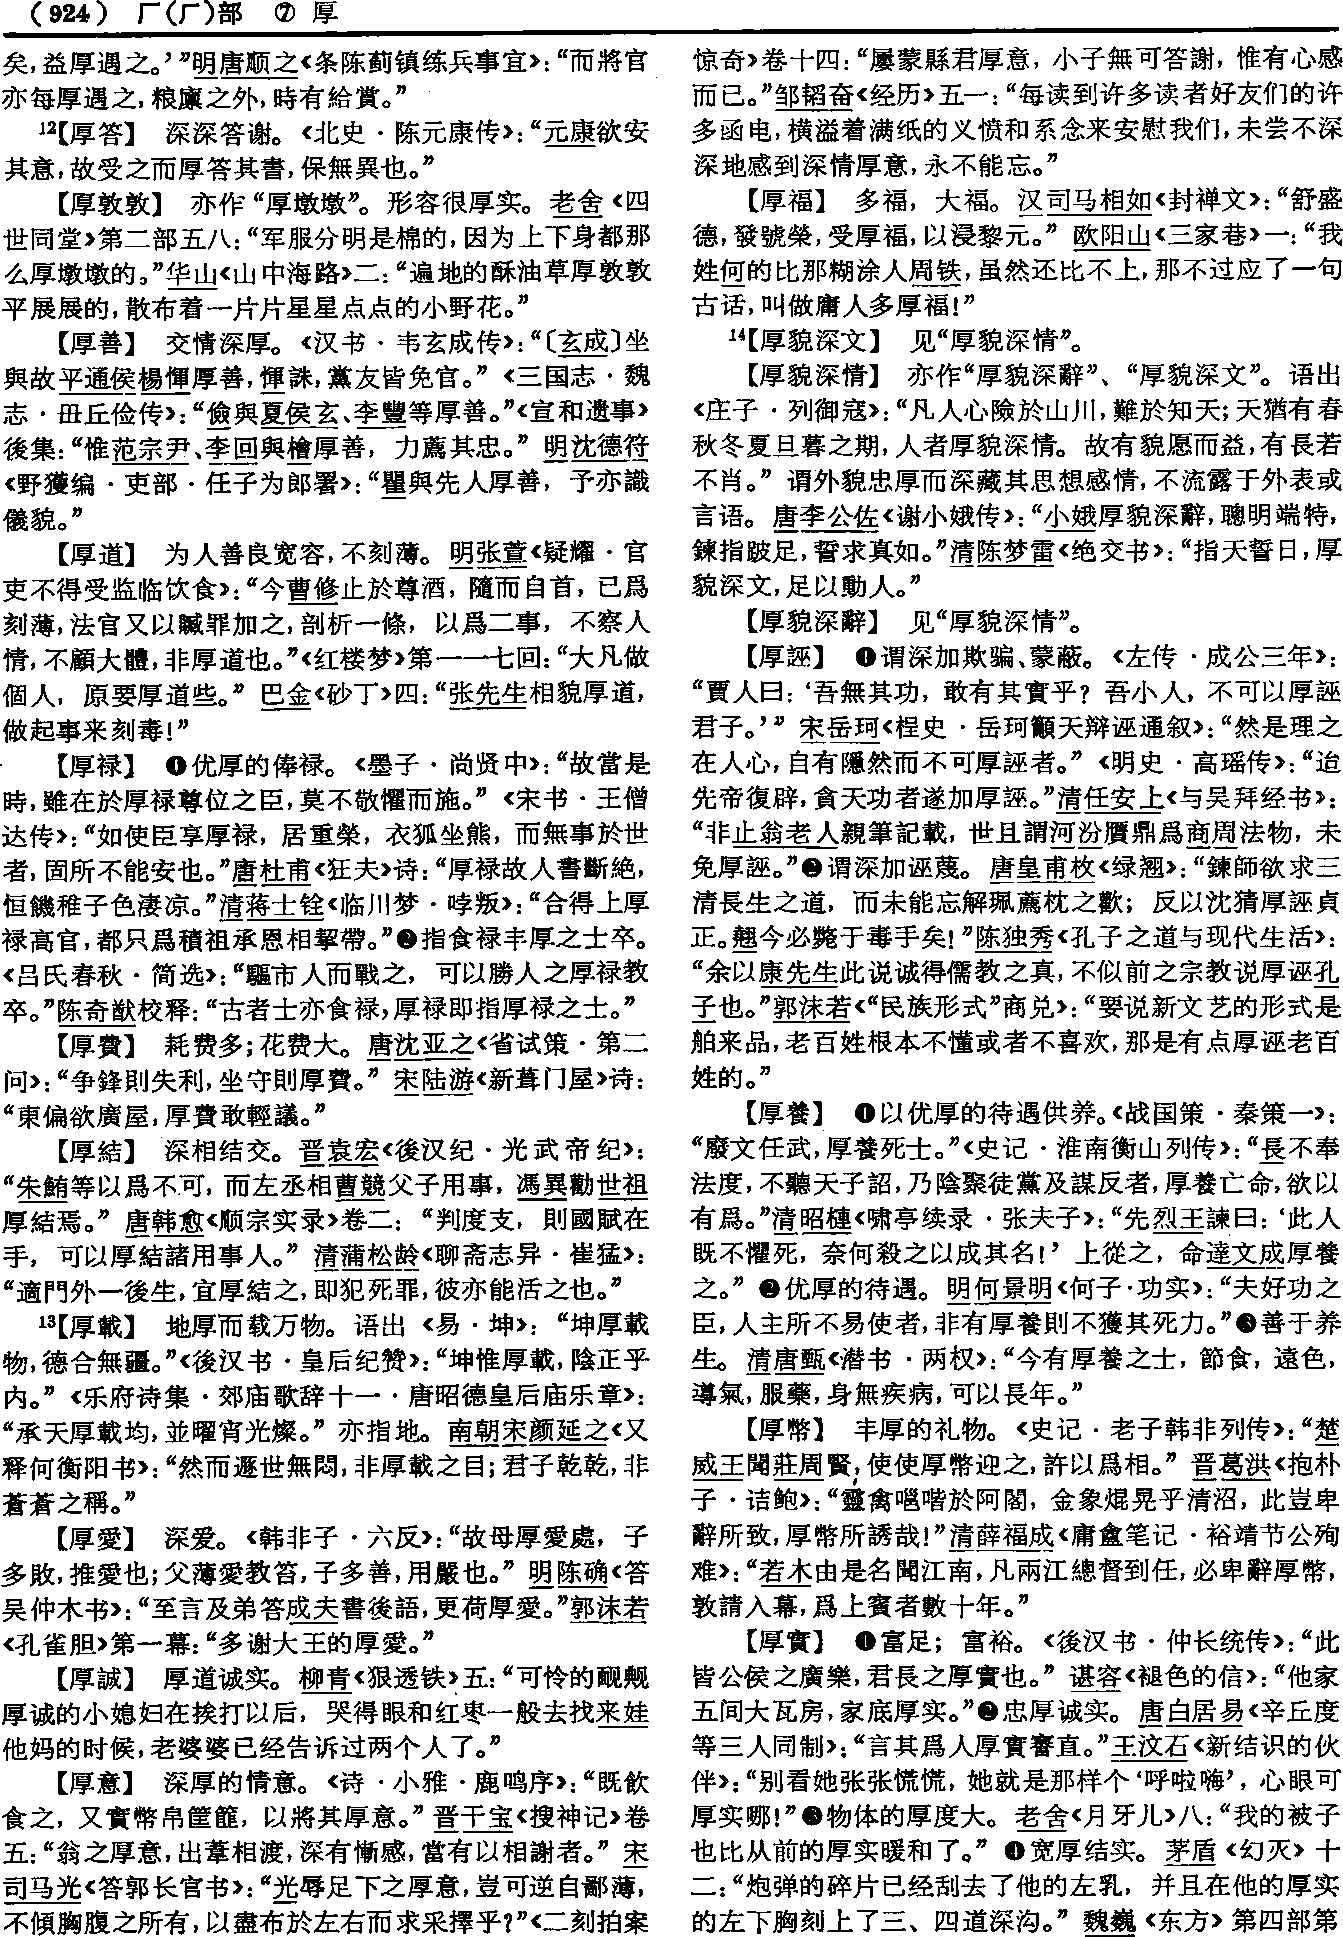 （924） 厂（⺁）部 ⑦ 厚
矣，益厚遇之。’”明唐顺之《条陈蓟镇练兵事宜》：“而將官
亦每厚遇之，粮廪之外，時有給賞。”
¹²【厚答】 深深答谢。《北史·陈元康传》：“元康欲安
其意，故受之而厚答其書，保無異也。”
【厚敦敦】 亦作“厚墩墩”。形容很厚实。老舍《四
世同堂》第二部五八：“军服分明是棉的，因为上下身都那
么厚墩墩的。”华山《山中海路》二：“遍地的酥油草厚敦敦
平展展的，散布着一片片星星点点的小野花。”
【厚善】 交情深厚。《汉书·韦玄成传》：“〔玄成〕坐
與故平通侯楊惲厚善，惲誅，黨友皆免官。”《三国志·魏
志·毌丘俭传》：“儉與夏侯玄、李豐等厚善。”《宣和遗事》
後集：“惟范宗尹、李回與檜厚善，力薦其忠。”明沈德符
《野獲编·吏部·任子为郎署》：“瞿與先人厚善，予亦識
儀貌。”
【厚道】 为人善良宽容，不刻薄。明张萱《疑耀·官
吏不得受监临饮食》：“今曹修止於尊酒，隨而自首，已爲
刻薄，法官又以贓罪加之，剖析一條，以爲二事，不察人
情，不顧大體，非厚道也。”《红楼梦》第一一七回：“大凡做
個人，原要厚道些。”巴金《砂丁》四：“张先生相貌厚道，
做起事来刻毒！”
【厚禄】 ❶优厚的俸禄。《墨子·尚贤中》：“故當是
時，雖在於厚禄尊位之臣，莫不敬懼而施。”《宋书·王僧
达传》：“如使臣享厚禄，居重榮，衣狐坐熊，而無事於世
者，固所不能安也。”唐杜甫《狂夫》诗：“厚禄故人書斷絶，
恒饑稚子色凄凉。”清蒋士铨《临川梦·哱叛》：“合得上厚
禄高官，都只爲積祖承恩相挈帶。”❷指食禄丰厚之士卒。
《吕氏春秋·简选》：“驅市人而戰之，可以勝人之厚禄教
卒。”陈奇猷校释：“古者士亦食禄，厚禄即指厚禄之士。”
【厚費】 耗费多；花费大。唐沈亚之《省试策·第二
问》：“争鋒則失利，坐守則厚費。”宋陆游《新葺门屋》诗：
“東偏欲廣屋，厚費敢輕議。”
【厚結】 深相结交。晋袁宏《後汉纪·光武帝纪》：
“朱鮪等以爲不可，而左丞相曹競父子用事，馮異勸世祖
厚結焉。”唐韩愈《顺宗实录》卷二：“判度支，則國賦在
手，可以厚結諸用事人。”清蒲松龄《聊斋志异·崔猛》：
“適門外一後生，宜厚結之，即犯死罪，彼亦能活之也。”
¹³【厚載】 地厚而载万物。语出《易·坤》：“坤厚載
物，德合無疆。”《後汉书·皇后纪赞》：“坤惟厚載，陰正乎
内。”《乐府诗集·郊庙歌辞十一·唐昭德皇后庙乐章》：
“承天厚載均，並曜宵光燦。”亦指地。南朝宋颜延之《又
释何衡阳书》：“然而遯世無悶，非厚載之目；君子乾乾，非
蒼蒼之稱。”
【厚愛】 深爱。《韩非子·六反》：“故母厚愛處，子
多敗，推愛也；父薄愛教笞，子多善，用嚴也。”明陈确《答
吴仲木书》：“至言及弟答成夫書後語，更荷厚愛。”郭沫若
《孔雀胆》第一幕：“多谢大王的厚愛。”
【厚誠】 厚道诚实。柳青《狠透铁》五：“可怜的靦觍
厚诚的小媳妇在挨打以后，哭得眼和红枣一般去找来娃
他妈的时候，老婆婆已经告诉过两个人了。”
【厚意】 深厚的情意。《诗·小雅·鹿鸣序》：“既飲
食之，又實幣帛筐篚，以將其厚意。”晋干宝《搜神记》卷
五：“翁之厚意，出葦相渡，深有慚感，當有以相謝者。”宋
司马光《答郭长官书》：“光辱足下之厚意，豈可逆自鄙薄，
不傾胸腹之所有，以盡布於左右而求采擇乎？”《二刻拍案
惊奇》卷十四：“屢蒙縣君厚意，小子無可答謝，惟有心感
而已。”邹韬奋《经历》五一：“每读到许多读者好友们的许
多函电，横溢着满纸的义愤和系念来安慰我们，未尝不深
深地感到深情厚意，永不能忘。”
【厚福】 多福，大福。汉司马相如《封禅文》：“舒盛
德，發號榮，受厚福，以浸黎元。”欧阳山《三家巷》一：“我
姓何的比那糊涂人周铁，虽然还比不上，那不过应了一句
古话，叫做庸人多厚福！”
¹⁴【厚貌深文】 见“厚貌深情”。
【厚貌深情】 亦作“厚貌深辭”、“厚貌深文”。语出
《庄子·列御寇》：“凡人心險於山川，難於知天；天猶有春
秋冬夏旦暮之期，人者厚貌深情。故有貌愿而益，有長若
不肖。”谓外貌忠厚而深藏其思想感情，不流露于外表或
言语。唐李公佐《谢小娥传》：“小娥厚貌深辭，聰明端特，
鍊指跛足，誓求真如。”清陈梦雷《绝交书》：“指天誓日，厚
貌深文，足以動人。”
【厚貌深辭】 见“厚貌深情”。
【厚誣】 ❶谓深加欺骗、蒙蔽。《左传·成公三年》：
“賈人曰：‘吾無其功，敢有其實乎？吾小人，不可以厚誣
君子。’”宋岳珂《桯史·岳珂籲天辩诬通叙》：“然是理之
在人心，自有隱然而不可厚誣者。”《明史·高瑶传》：“迨
先帝復辟，貪天功者遂加厚誣。”清任安上《与吴拜经书》：
“非止翁老人親筆記載，世且謂河汾贋鼎爲商周法物，未
免厚誣。”❷谓深加诬蔑。唐皇甫枚《绿翘》：“鍊師欲求三
清長生之道，而未能忘解珮薦枕之歡；反以沈猜厚誣貞
正。翹今必斃于毒手矣！”陈独秀《孔子之道与现代生活》：
“余以康先生此说诚得儒教之真，不似前之宗教说厚诬孔
子也。”郭沫若《“民族形式”商兑》：“要说新文艺的形式是
舶来品，老百姓根本不懂或者不喜欢，那是有点厚诬老百
姓的。”
【厚養】 ❶以优厚的待遇供养。《战国策·秦策一》：
“廢文任武，厚養死士。”《史记·淮南衡山列传》：“長不奉
法度，不聽天子詔，乃陰聚徒黨及謀反者，厚養亡命，欲以
有爲。”清昭梿《啸亭续录·张夫子》：“先烈王諫曰：‘此人
既不懼死，奈何殺之以成其名！’上從之，命達文成厚養
之。”❷优厚的待遇。明何景明《何子·功实》：“夫好功之
臣，人主所不易使者，非有厚養則不獲其死力。”❸善于养
生。清唐甄《潜书·两权》：“今有厚養之士，節食，遠色，
導氣，服藥，身無疾病，可以長年。”
【厚幣】 丰厚的礼物。《史记·老子韩非列传》：“楚
威王聞莊周賢，使使厚幣迎之，許以爲相。”晋葛洪《抱朴
子·诘鲍》：“靈禽嗈喈於阿閣，金象焜晃乎清沼，此豈卑
辭所致，厚幣所誘哉！”清薛福成《庸盦笔记·裕靖节公殉
难》：“若木由是名聞江南，凡兩江總督到任，必卑辭厚幣，
敦請入幕，爲上賓者數十年。”
【厚實】 ❶富足；富裕。《後汉书·仲长统传》：“此
皆公侯之廣樂，君長之厚實也。”谌容《褪色的信》：“他家
五间大瓦房，家底厚实。”❷忠厚诚实。唐白居易《辛丘度
等三人同制》：“言其爲人厚實審直。”王汶石《新结识的伙
伴》：“别看她张张慌慌，她就是那样个‘呼啦嗨’，心眼可
厚实哪！”❸物体的厚度大。老舍《月牙儿》八：“我的被子
也比从前的厚实暖和了。”❹宽厚结实。茅盾《幻灭》十
二：“炮弹的碎片已经刮去了他的左乳，并且在他的厚实
的左下胸刻上了三、四道深沟。”魏巍《东方》第四部第